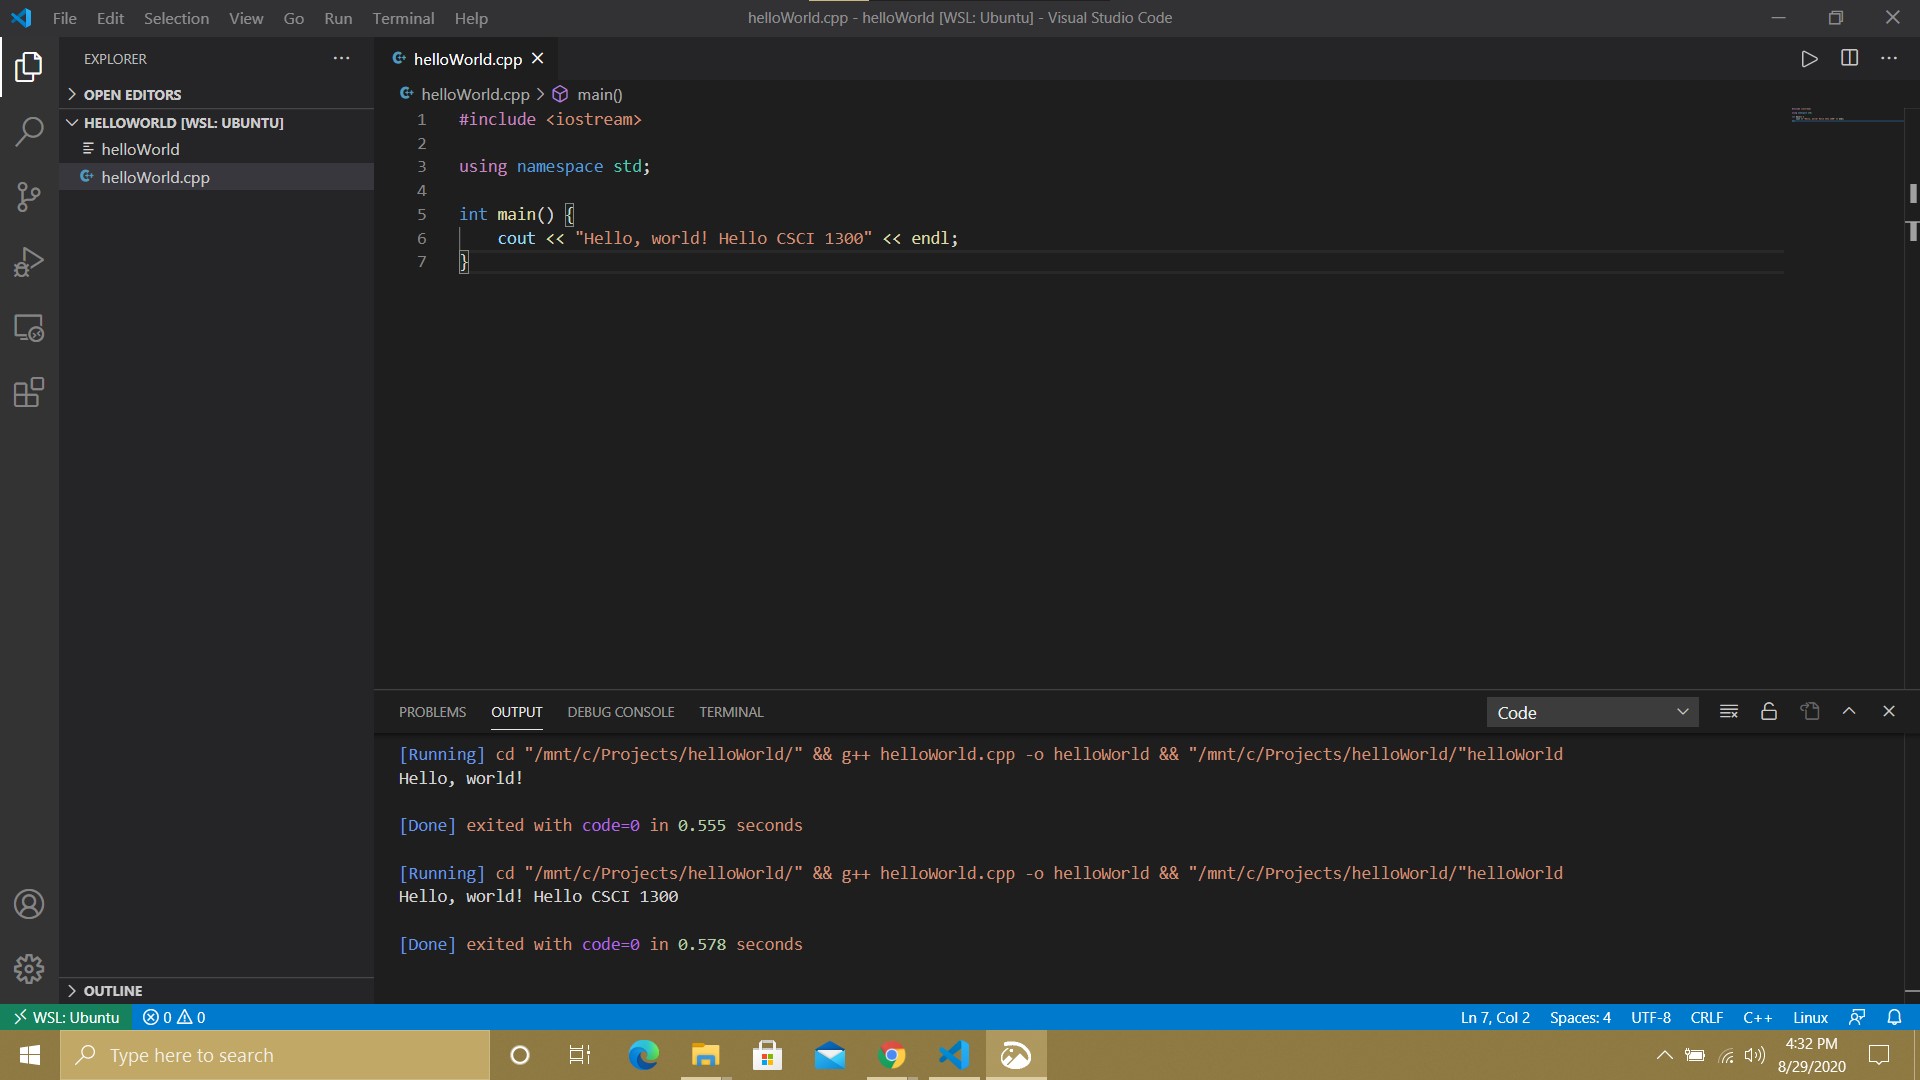 File Edit Selection View Go Run Terminal Help
helloWorld.cpp - helloWorld [WSL: Ubuntu] - Visual Studio Code
EXPLORER
OPEN EDITORS
HELLOWORLD [WSL: UBUNTU]
helloWorld
helloWorld.cpp
OUTLINE
helloWorld.cpp
helloWorld.cpp > main()
1 #include <iostream>
2
3 using namespace std;
4
5 int main() {
6 cout << "Hello, world! Hello CSCI 1300" << endl;
7 }
PROBLEMS OUTPUT DEBUG CONSOLE TERMINAL
Code
[Running] cd "/mnt/c/Projects/helloWorld/" && g++ helloWorld.cpp -o helloWorld && "/mnt/c/Projects/helloWorld/"helloWorld
Hello, world!
[Done] exited with code=0 in 0.555 seconds
[Running] cd "/mnt/c/Projects/helloWorld/" && g++ helloWorld.cpp -o helloWorld && "/mnt/c/Projects/helloWorld/"helloWorld
Hello, world! Hello CSCI 1300
[Done] exited with code=0 in 0.578 seconds
WSL: Ubuntu 0 0
Ln 7, Col 2 Spaces: 4 UTF-8 CRLF C++ Linux
Type here to search
4:32 PM
8/29/2020